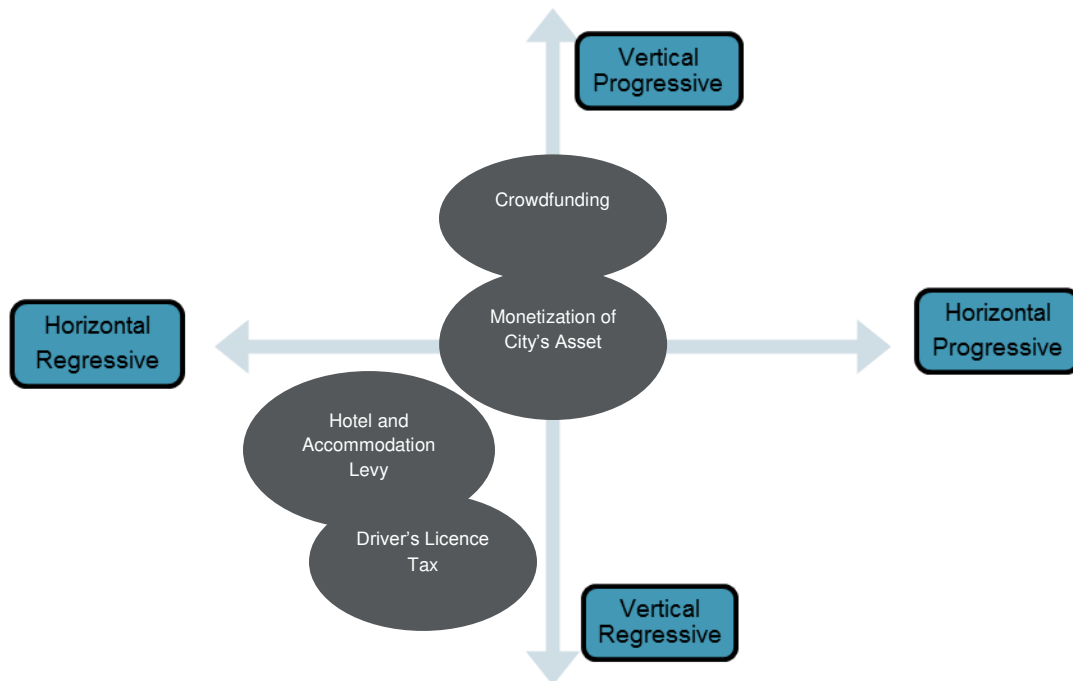 Vertical
Progressive
Crowdfunding
Monetization of
City's Asset
Horizontal
Regressive
Horizontal
Progressive
Hotel and
Accommodation
Levy
Driver's Licence
Tax
Vertical
Regressive